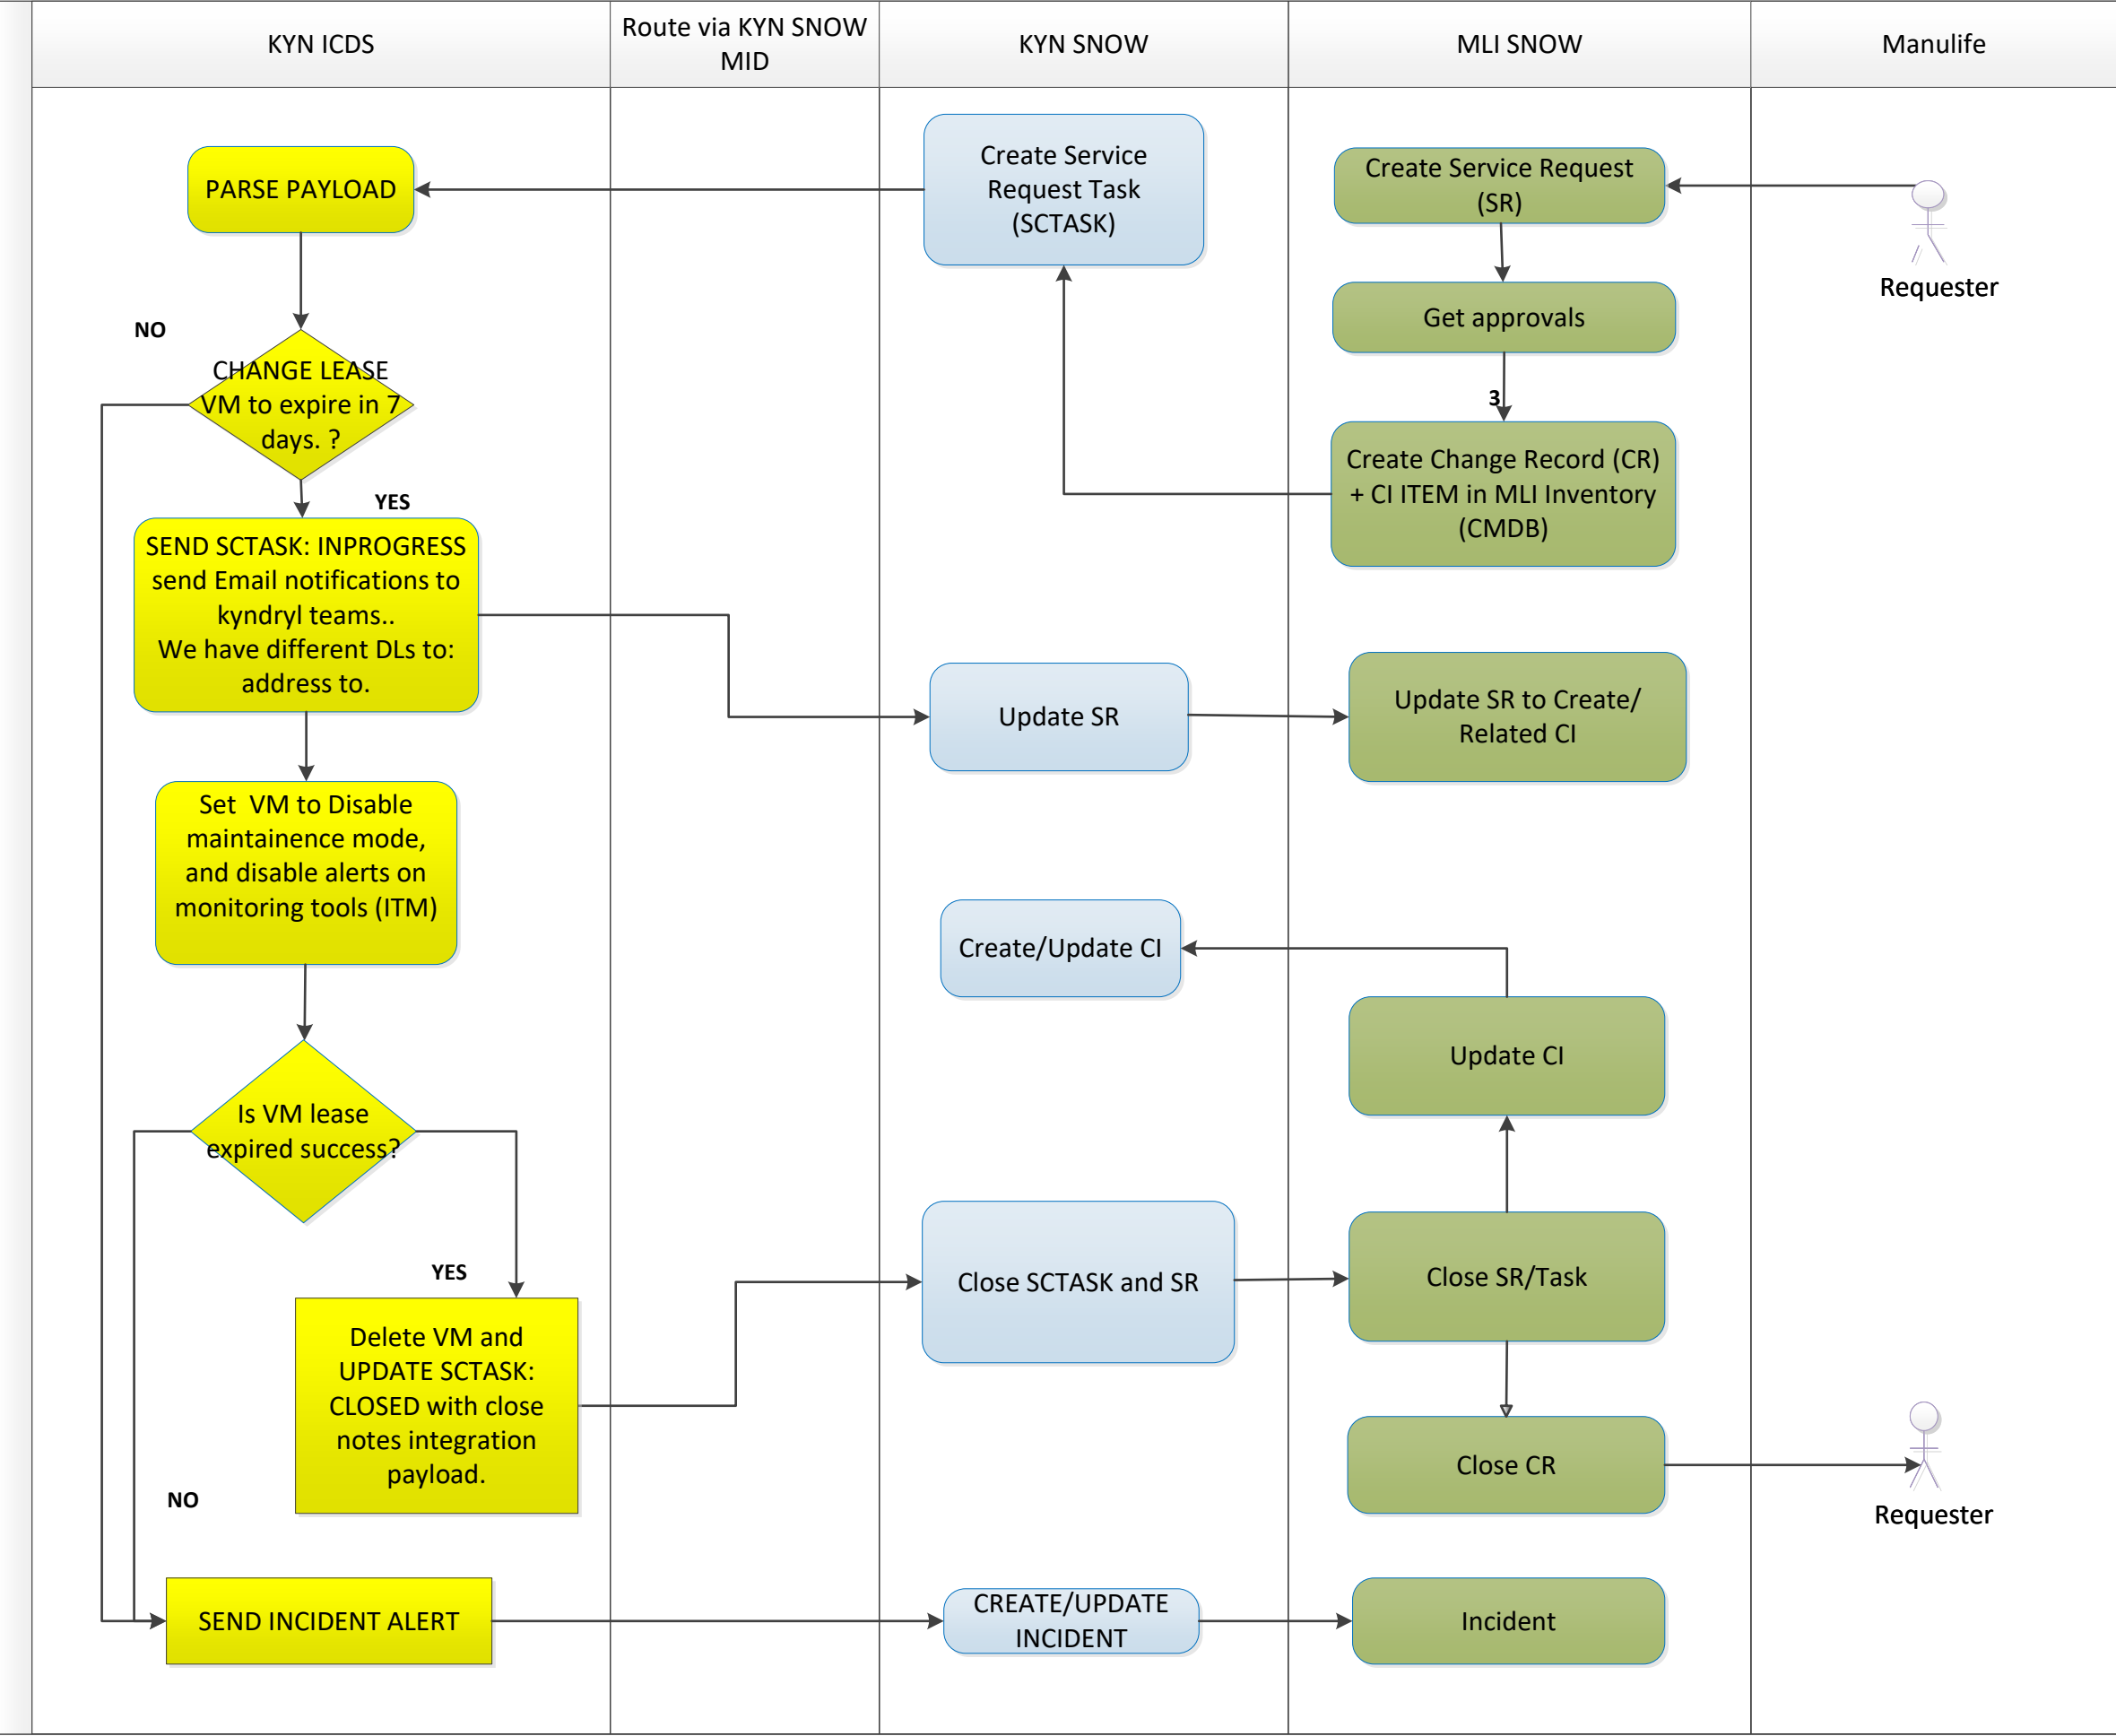 KYN ICDS
Route via KYN SNOW
MID
KYN SNOW
MLI SNOW
Manulife
PARSE PAYLOAD
Create Service
Request Task
(SCTASK)
Create Service Request
(SR)
Requester
Get approvals
NO
CHANGE LEASE
VM to expire in 7
days. ?
3
Create Change Record (CR)
+ CI ITEM in MLI Inventory
(CMDB)
YES
SEND SCTASK: INPROGRESS
send Email notifications to
kyndryl teams..
We have different DLs to:
address to.
Update SR
Update SR to Create/
Related CI
Set  VM to Disable
maintainence mode,
and disable alerts on
monitoring tools (ITM)
Create/Update CI
Update CI
Is VM lease
expired success?
YES
Close SCTASK and SR
Close SR/Task
Delete VM and
UPDATE SCTASK:
CLOSED with close
notes integration
payload.
Close CR
Requester
NO
SEND INCIDENT ALERT
CREATE/UPDATE
INCIDENT
Incident